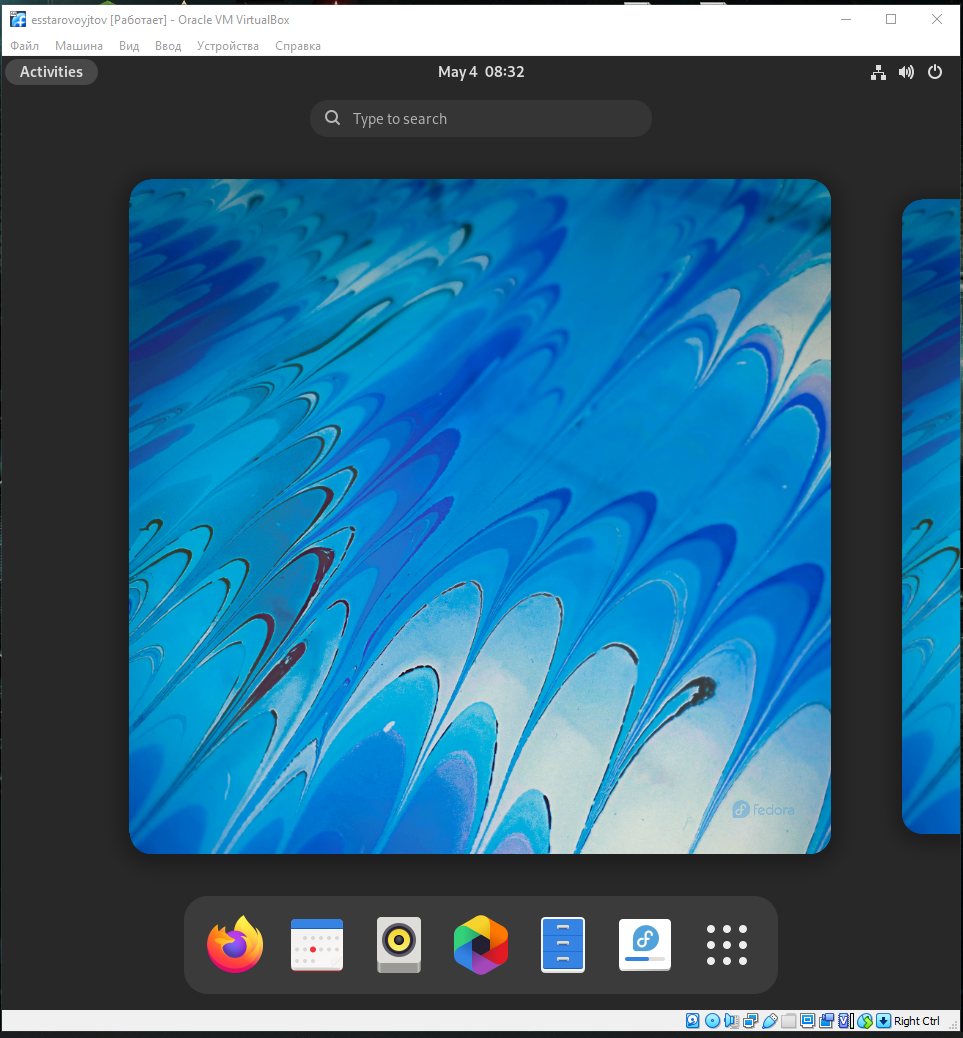 esstarovoyjtov [Работает] - Oracle VM VirtualBox
Файл Машина Вид Ввод Устройства Справка
Activities May 4 08:32
Type to search
fedora
Right Ctrl